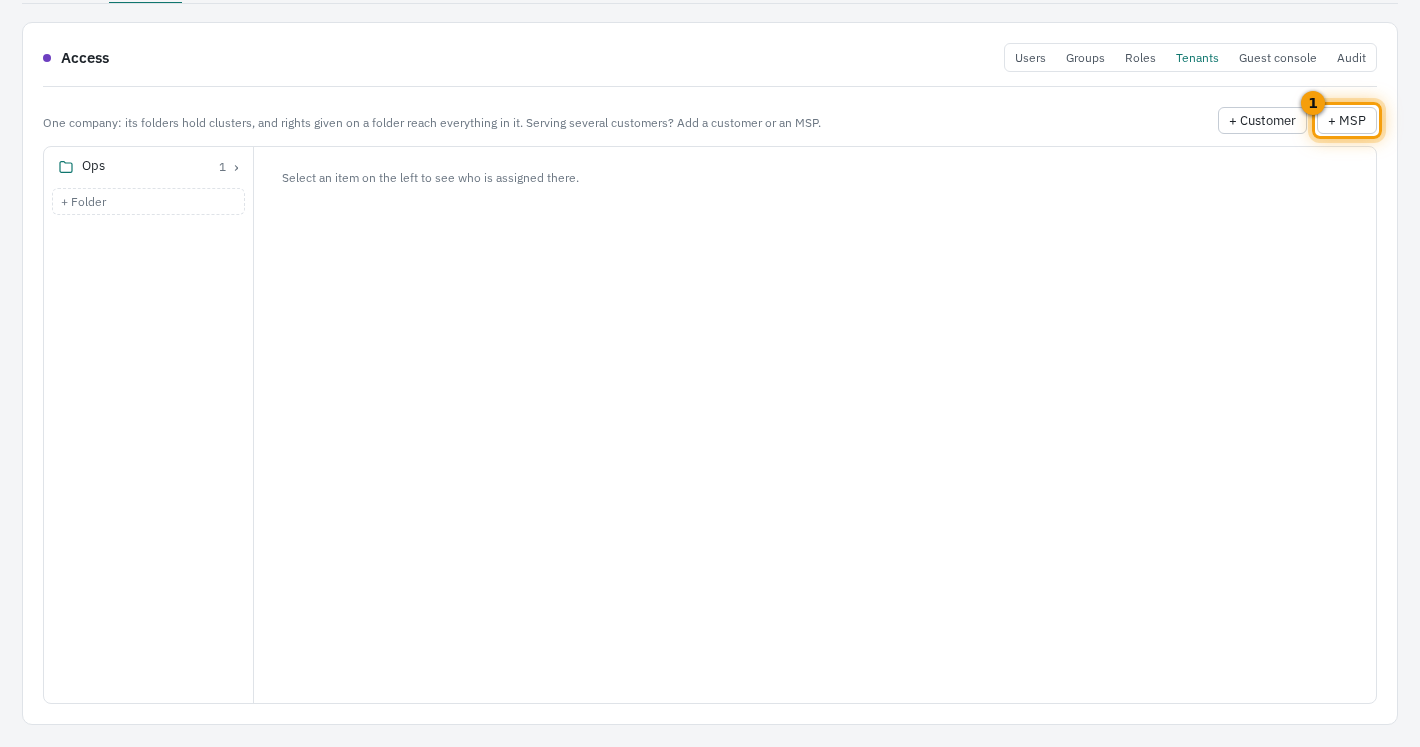 Access
Users Groups Roles Tenants Guest console Audit
One company: its folders hold clusters, and rights given on a folder reach everything in it. Serving several customers? Add a customer or an MSP.
+ Customer
1
+ MSP
Ops 1 ›
Select an item on the left to see who is assigned there.
+ Folder